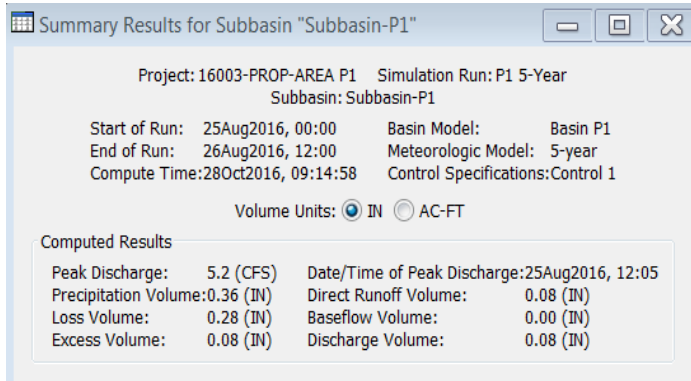 Summary Results for Subbasin "Subbasin-P1"
Project: 16003-PROP-AREA P1 Simulation Run: P1 5-Year
Subbasin: Subbasin-P1
Start of Run: 25Aug2016, 00:00 Basin Model: Basin P1
End of Run: 26Aug2016, 12:00 Meteorologic Model: 5-year
Compute Time:28Oct2016, 09:14:58 Control Specifications:Control 1
Volume Units: IN AC-FT
Computed Results
Peak Discharge: 5.2 (CFS) Date/Time of Peak Discharge:25Aug2016, 12:05
Precipitation Volume:0.36 (IN) Direct Runoff Volume: 0.08 (IN)
Loss Volume: 0.28 (IN) Baseflow Volume: 0.00 (IN)
Excess Volume: 0.08 (IN) Discharge Volume: 0.08 (IN)